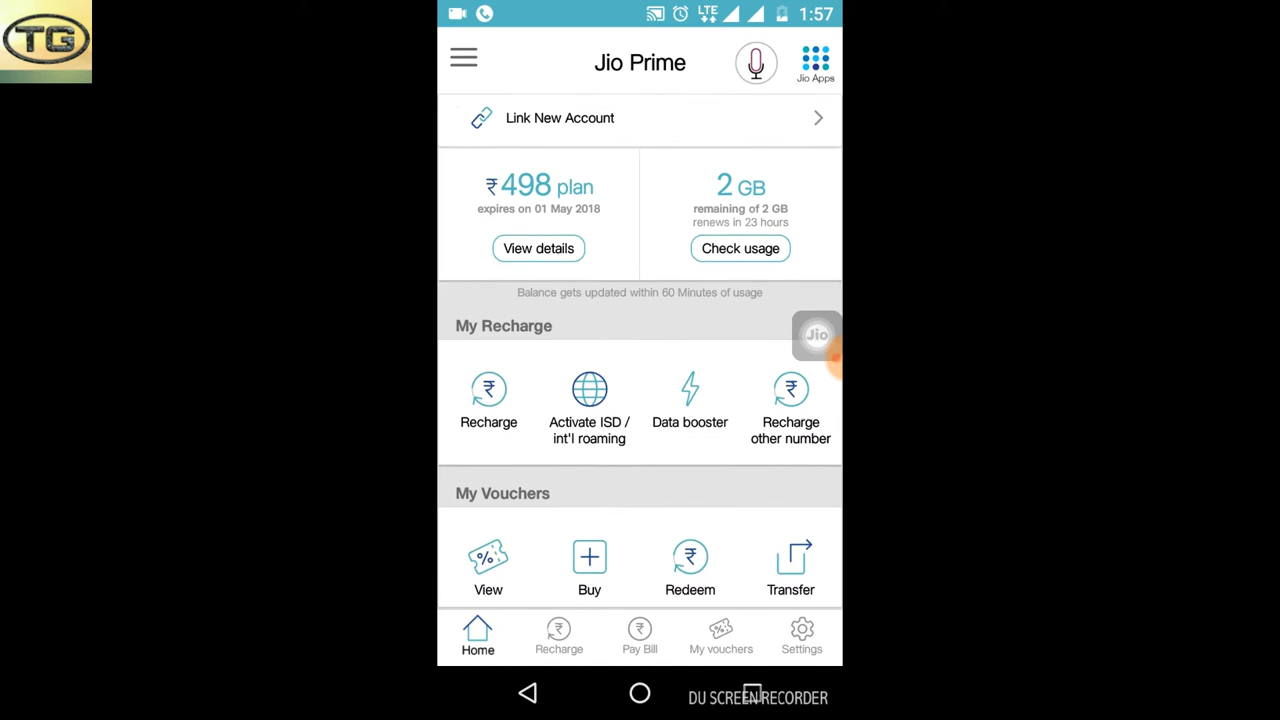 TG
LTE
1:57
Jio Prime
Jio Apps
Link New Account
₹498 plan
expires on 01 May 2018
View details
2 GB
remaining of 2 GB
renews in 23 hours
Check usage
Balance gets updated within 60 Minutes of usage
My Recharge
Jio
Recharge
Activate ISD /
int'l roaming
Data booster
Recharge
other number
My Vouchers
View
Buy
Redeem
Transfer
Home
Recharge
Pay Bill
My vouchers
Settings
DU SCREEN RECORDER